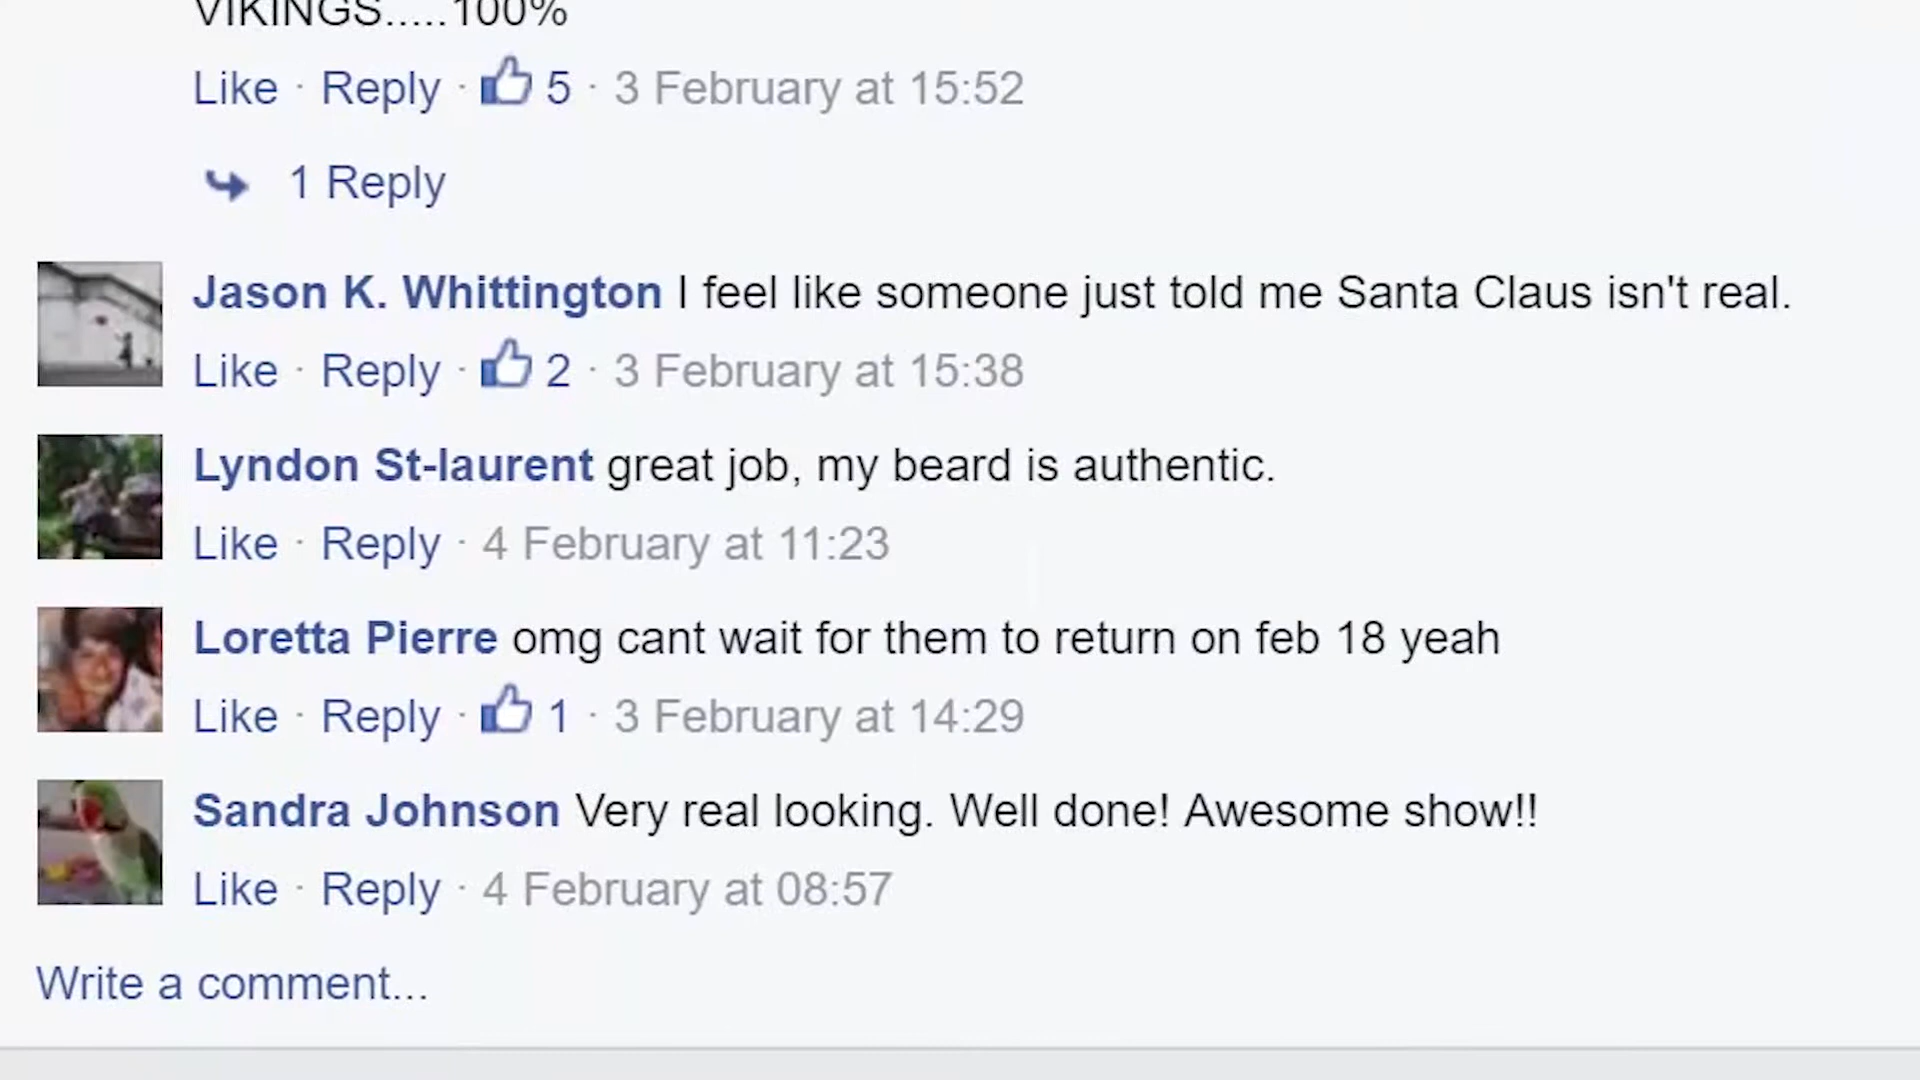 VIKINGS.....100%
Like · Reply · 5 · 3 February at 15:52
1 Reply
Jason K. Whittington I feel like someone just told me Santa Claus isn't real.
Like · Reply · 2 · 3 February at 15:38
Lyndon St-laurent great job, my beard is authentic.
Like · Reply · 4 February at 11:23
Loretta Pierre omg cant wait for them to return on feb 18 yeah
Like · Reply · 1 · 3 February at 14:29
Sandra Johnson Very real looking. Well done! Awesome show!!
Like · Reply · 4 February at 08:57
Write a comment...